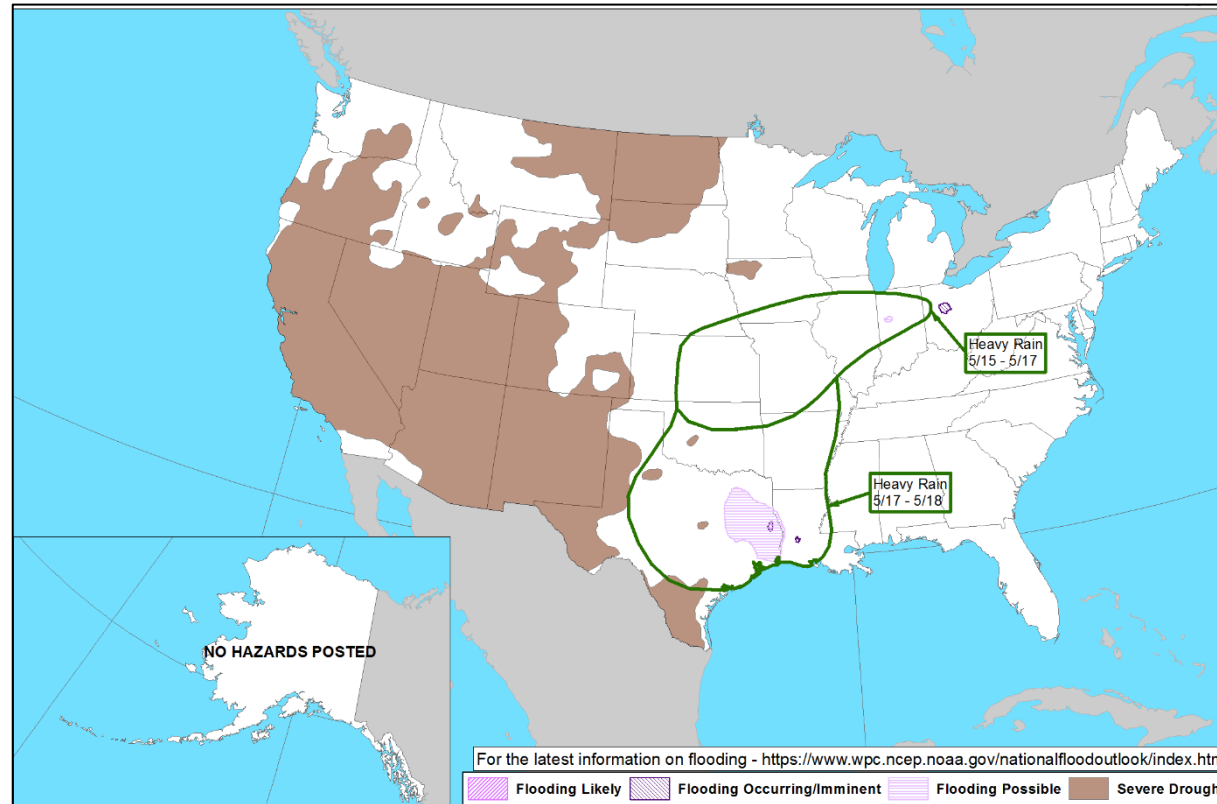 Heavy Rain
5/15 - 5/17
Heavy Rain
5/17 - 5/18
NO HAZARDS POSTED
For the latest information on flooding - https://www.wpc.ncep.noaa.gov/nationalfloodoutlook/index.htm
Flooding Likely Flooding Occurring/Imminent Flooding Possible Severe Drough